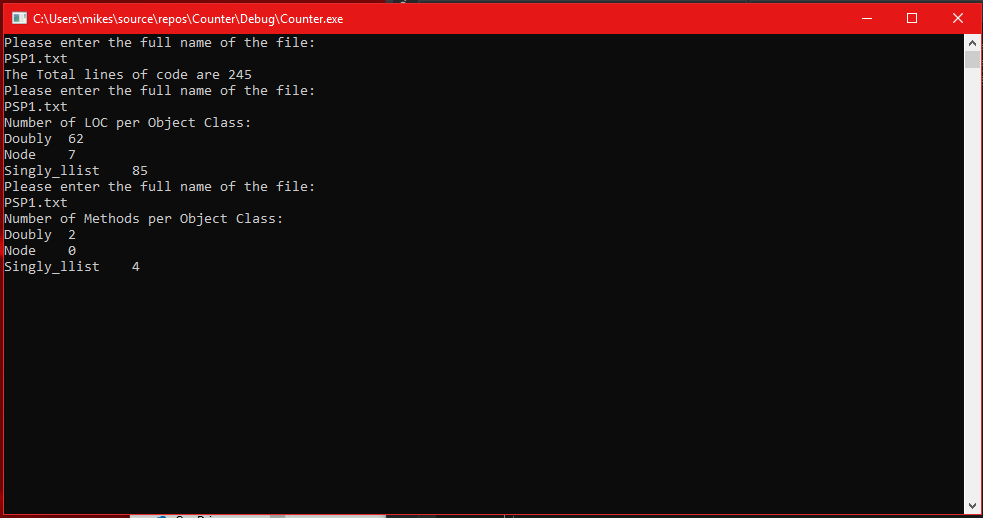 C:\Users\mikes\source\repos\Counter\Debug\Counter.exe
Please enter the full name of the file:
PSP1.txt
The Total lines of code are 245
Please enter the full name of the file:
PSP1.txt
Number of LOC per Object Class:
Doubly  62
Node    7
Singly_llist    85
Please enter the full name of the file:
PSP1.txt
Number of Methods per Object Class:
Doubly  2
Node    0
Singly_llist    4